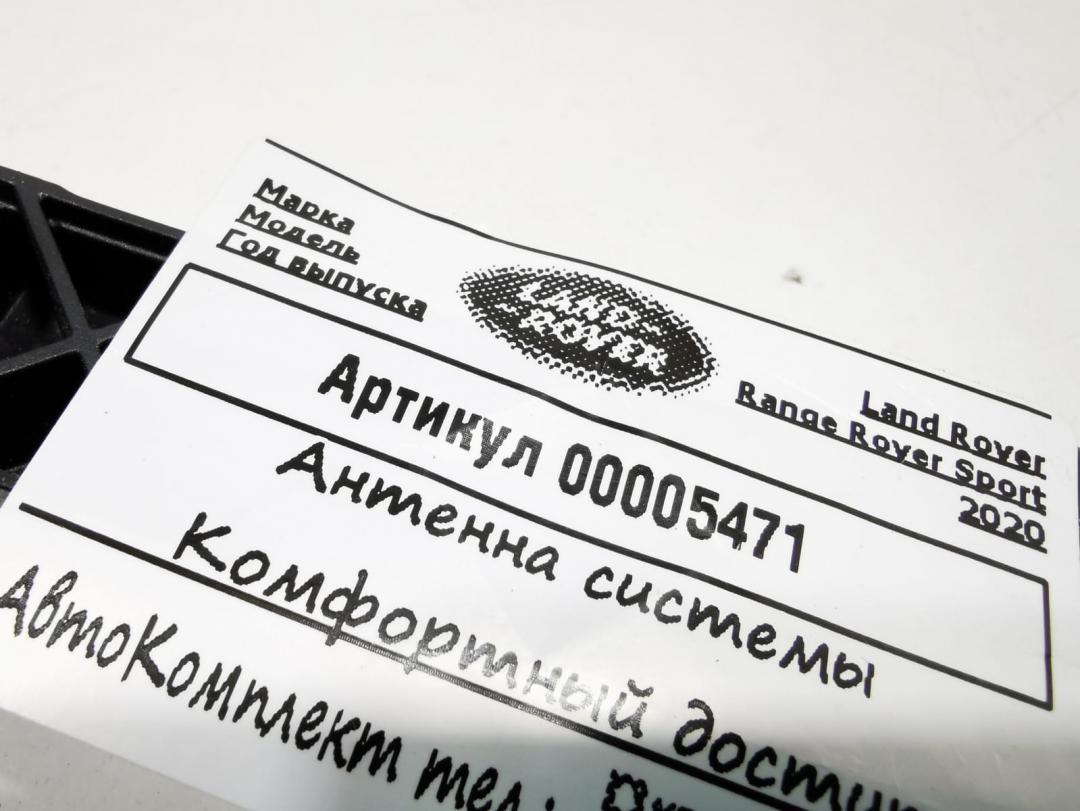 Марка
Модель
Год выпуска
LAND-
-ROVER
Land Rover
Range Rover Sport
2020
Артикул 00005471
Антенна системы
Комфортный
АвтоКомплект тел.: